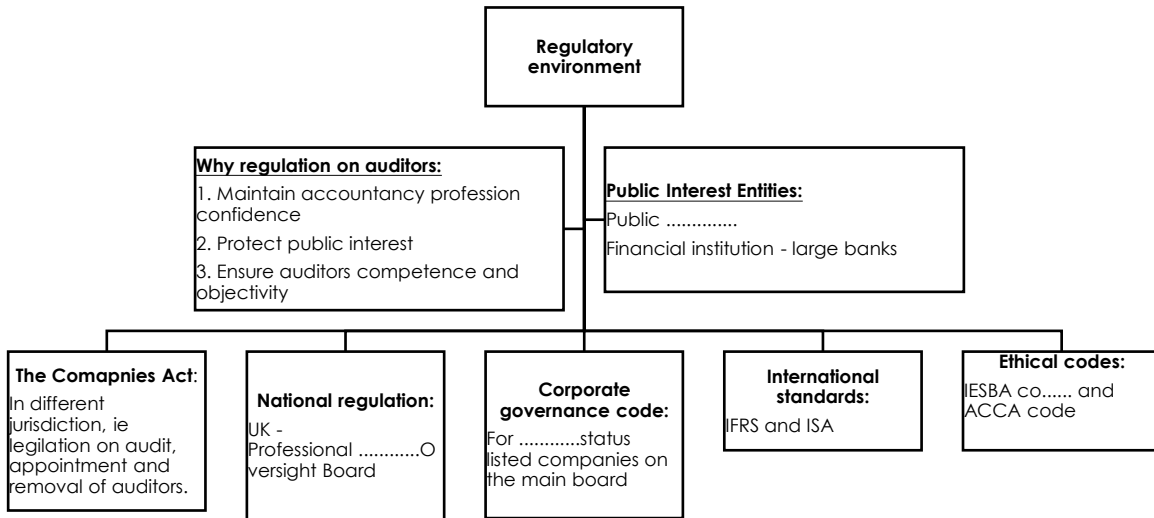 Regulatory
environment
Why regulation on auditors:
1. Maintain accountancy profession
confidence
2. Protect public interest
3. Ensure auditors competence and
objectivity
Public Interest Entities:
Public ..............
Financial institution - large banks
The Comapnies Act:
In different
jurisdiction, ie
legilation on audit,
appointment and
removal of auditors.
National regulation:
UK -
Professional ............O
versight Board
Corporate
governance code:
For ............status
listed companies on
the main board
International
standards:
IFRS and ISA
Ethical codes:
IESBA co...... and
ACCA code